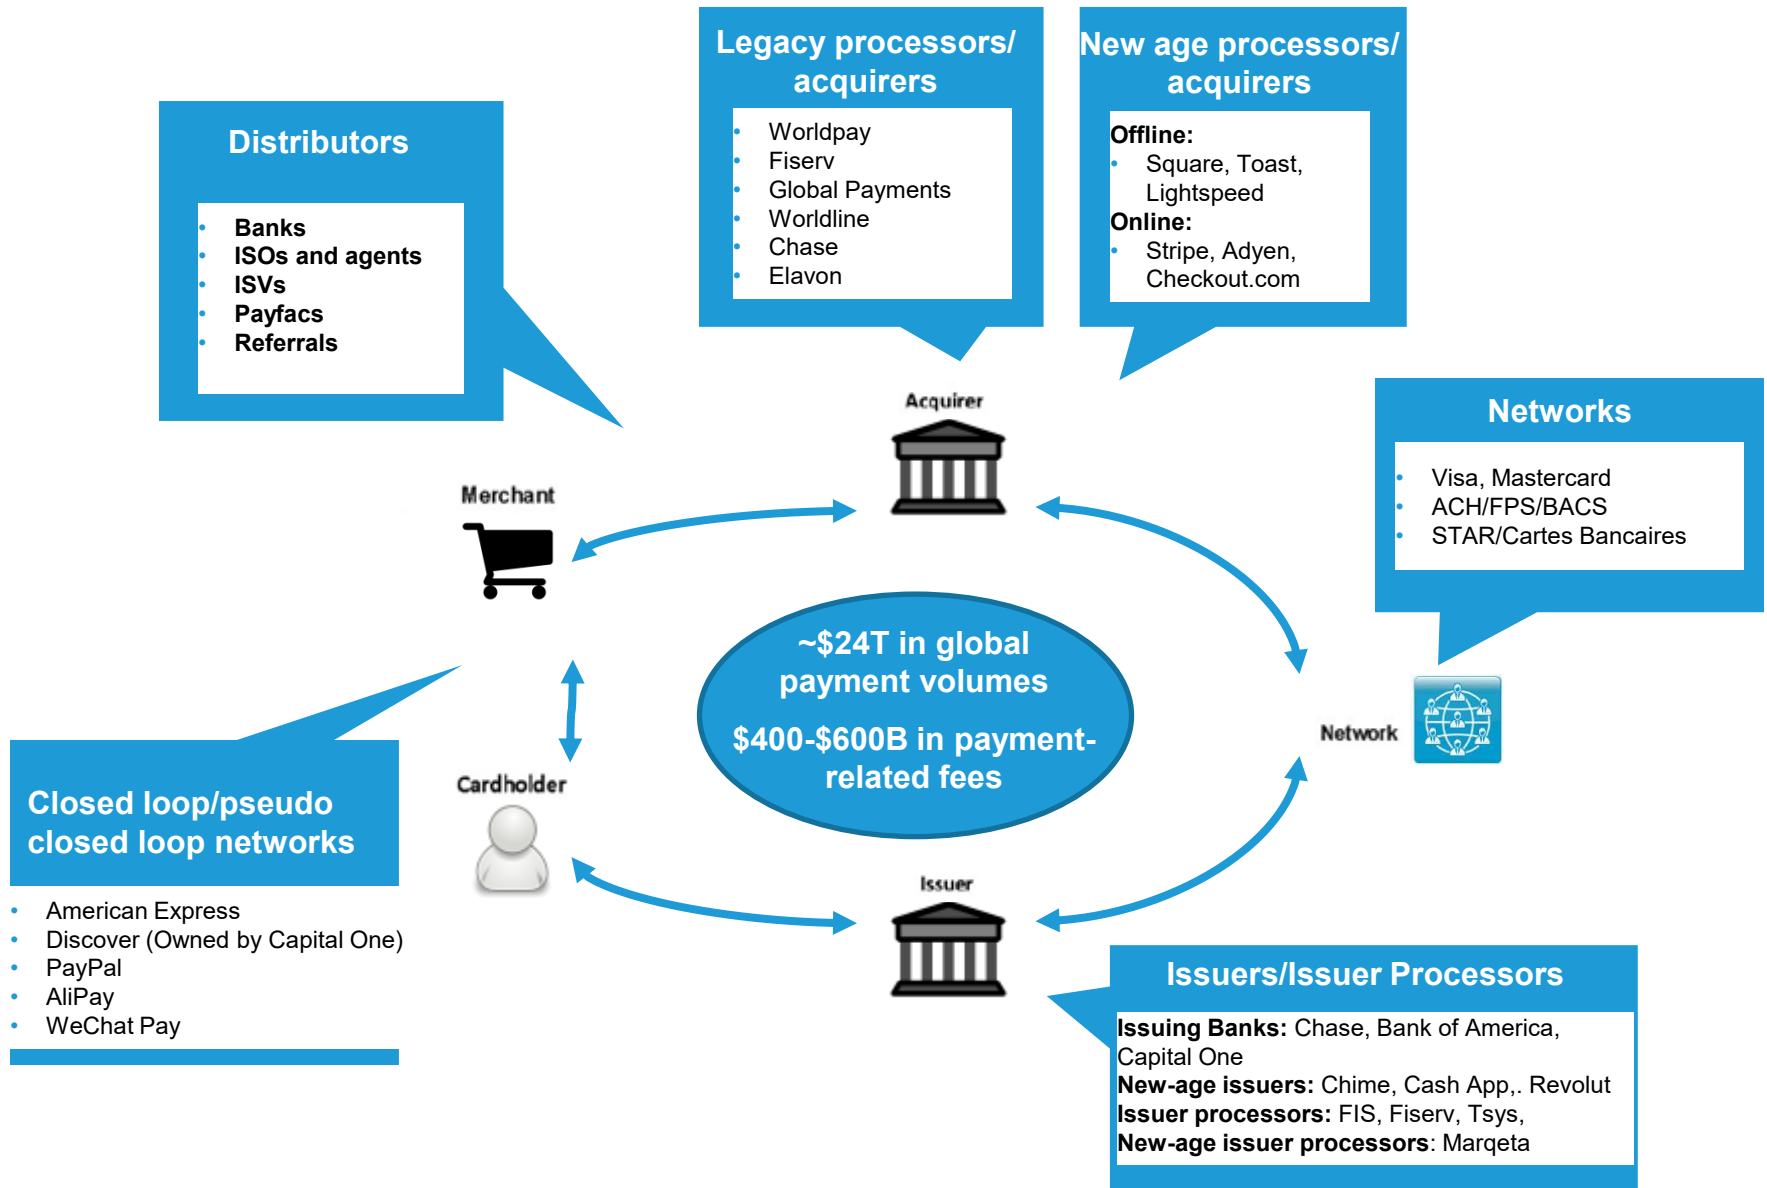 Legacy processors/
acquirers
• Worldpay
• Fiserv
• Global Payments
• Worldline
• Chase
• Elavon
New age processors/
acquirers
Offline:
• Square, Toast,
Lightspeed
Online:
• Stripe, Adyen,
Checkout.com
Distributors
• Banks
• ISOs and agents
• ISVs
• Payfacs
• Referrals
Networks
• Visa, Mastercard
• ACH/FPS/BACS
• STAR/Cartes Bancaires
Acquirer
Merchant
~$24T in global
payment volumes
$400-$600B in payment-
related fees
Network
Cardholder
Issuer
Closed loop/pseudo
closed loop networks
• American Express
• Discover (Owned by Capital One)
• PayPal
• AliPay
• WeChat Pay
Issuers/Issuer Processors
Issuing Banks: Chase, Bank of America,
Capital One
New-age issuers: Chime, Cash App,. Revolut
Issuer processors: FIS, Fiserv, Tsys,
New-age issuer processors: Marqeta